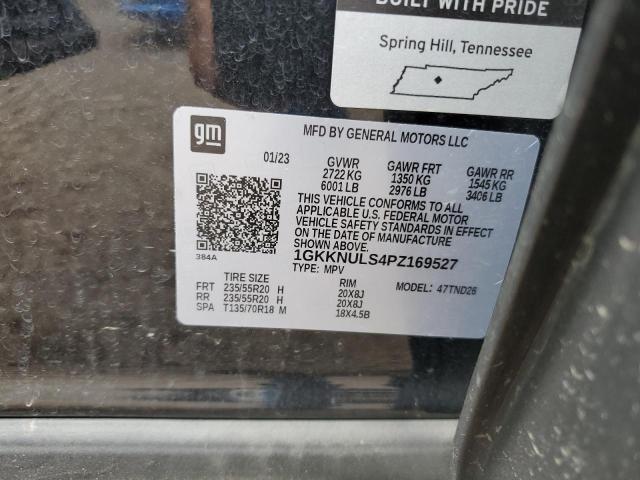 BUILT WITH PRIDE
Spring Hill, Tennessee
gm
MFD BY GENERAL MOTORS LLC
01/23
GVWR
2722 KG
6001 LB
GAWR FRT
1350 KG
2976 LB
GAWR RR
1545 KG
3406 LB
THIS VEHICLE CONFORMS TO ALL
APPLICABLE U.S. FEDERAL MOTOR
VEHICLE SAFETY STANDARDS IN EFFECT
ON THE DATE OF MANUFACTURE
SHOWN ABOVE.
1GKKNULS4PZ169527
TYPE: MPV
384A
TIRE SIZE
RIM
MODEL: 47TND26
FRT 235/55R20 H 20X8J
RR 235/55R20 H 20X8J
SPA T135/70R18 M 18X4.5B